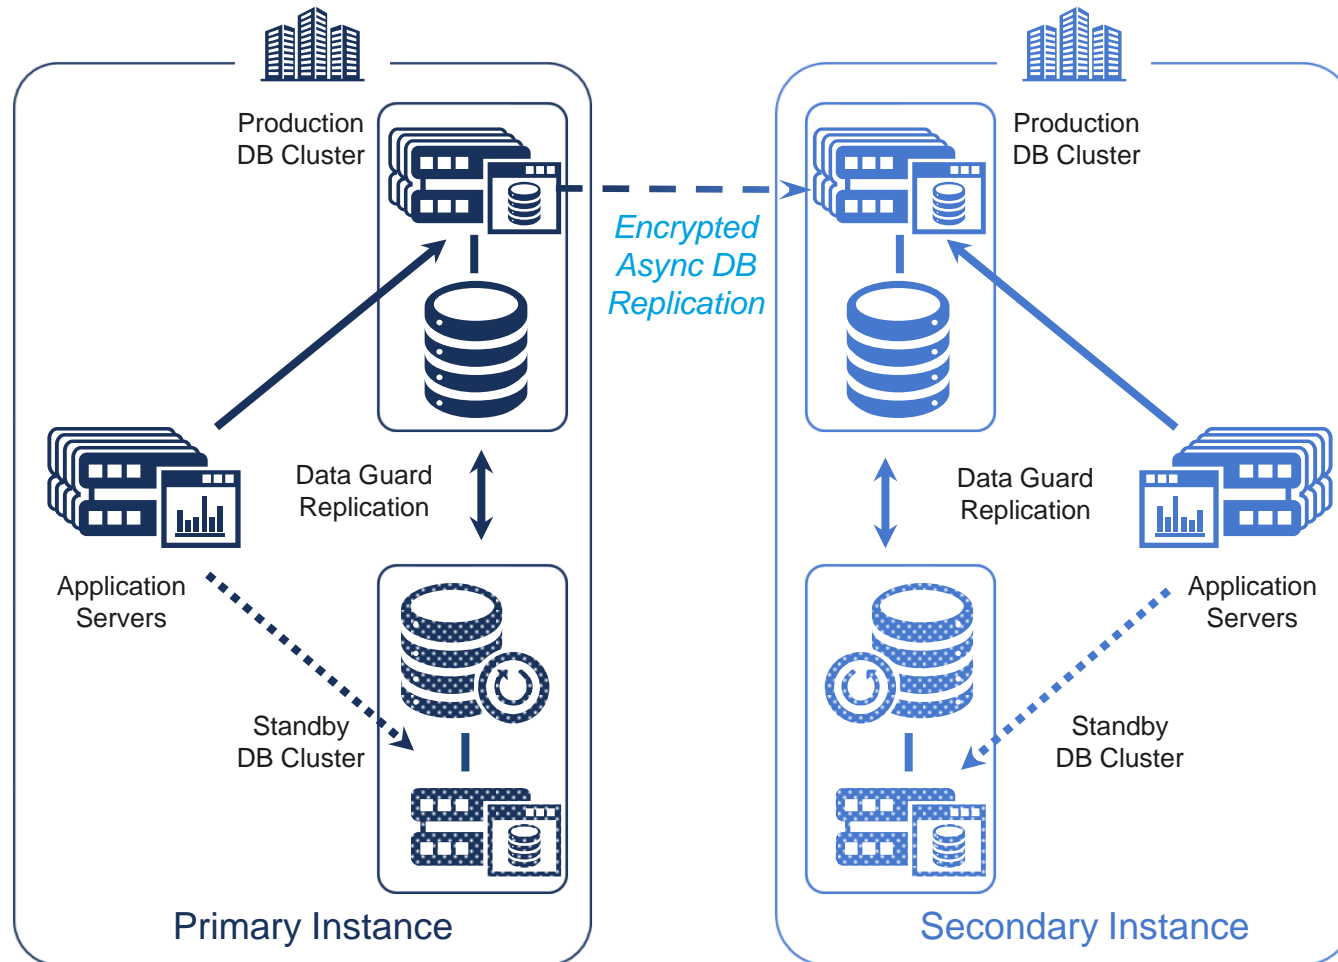 Production
DB Cluster
Production
DB Cluster
Encrypted
Async DB
Replication
Data Guard
Replication
Data Guard
Replication
Application
Servers
Application
Servers
Standby
DB Cluster
Standby
DB Cluster
Primary Instance
Secondary Instance